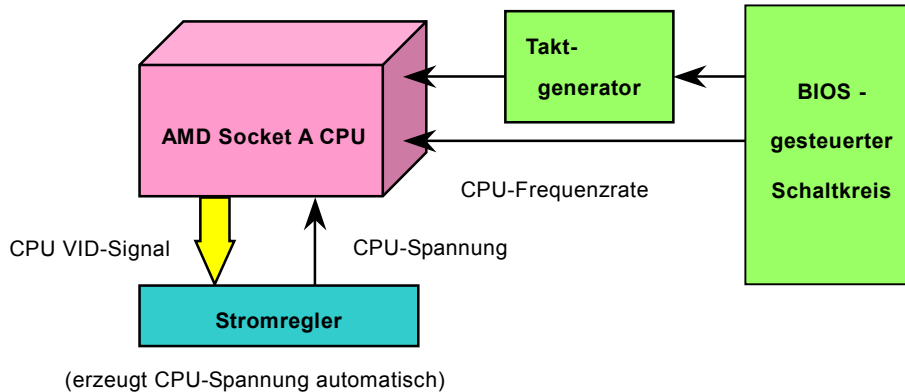 Takt-
generator
BIOS -
gesteuerter
Schaltkreis
AMD Socket A CPU
CPU-Frequenzrate
CPU VID-Signal
CPU-Spannung
Stromregler
(erzeugt CPU-Spannung automatisch)